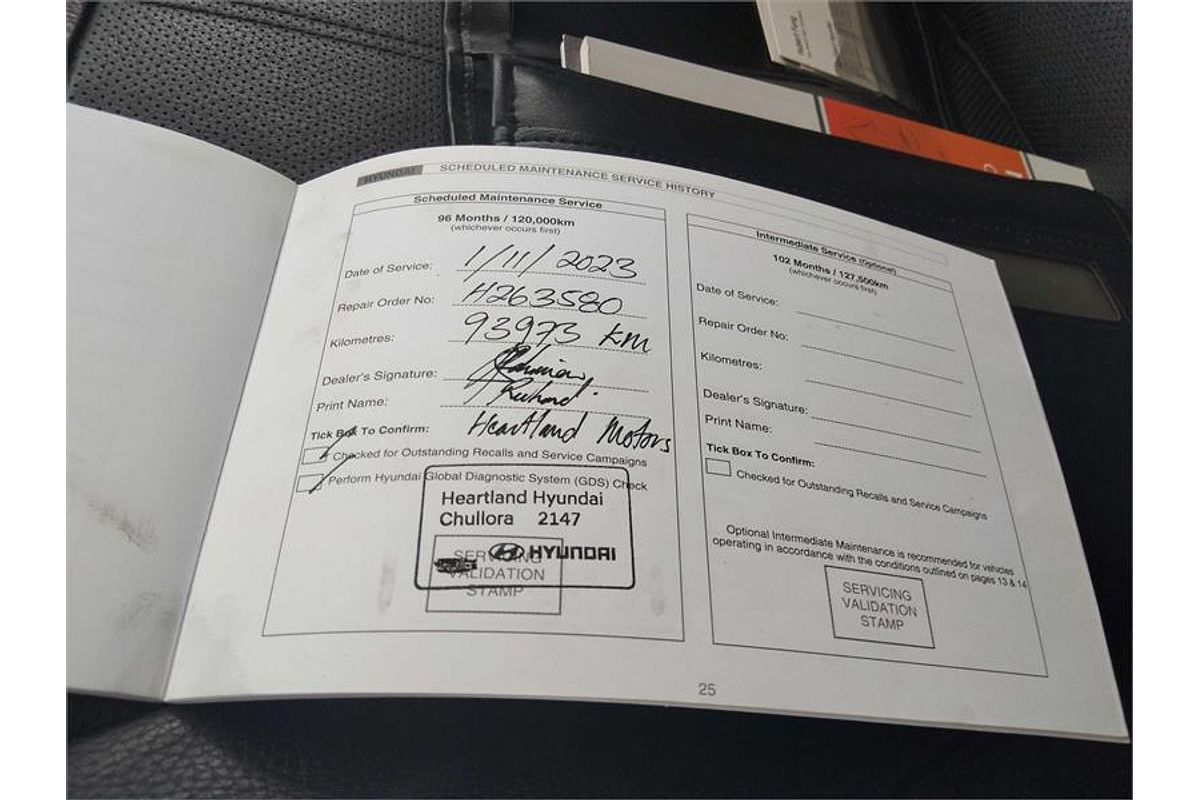 HYUNDAI SCHEDULED MAINTENANCE SERVICE HISTORY
Scheduled Maintenance Service
96 Months / 120,000km
(whichever occurs first)
Date of Service: 1/11/2023
Repair Order No: H263580
Kilometres: 93973 km
Dealer's Signature:
Print Name: Richard.
Heartland Motors
Tick Box To Confirm:
Checked for Outstanding Recalls and Service Campaigns
Perform Hyundai Global Diagnostic System (GDS) Check
Heartland Hyundai
Chullora 2147
HYUNDAI
SERVICING
VALIDATION
STAMP
Intermediate Service (Optional)
102 Months / 127,500km
(whichever occurs first)
Date of Service:
Repair Order No:
Kilometres:
Dealer's Signature:
Print Name:
Tick Box To Confirm:
Checked for Outstanding Recalls and Service Campaigns
Optional Intermediate Maintenance is recommended for vehicles
operating in accordance with the conditions outlined on pages 13 & 14
SERVICING
VALIDATION
STAMP
25